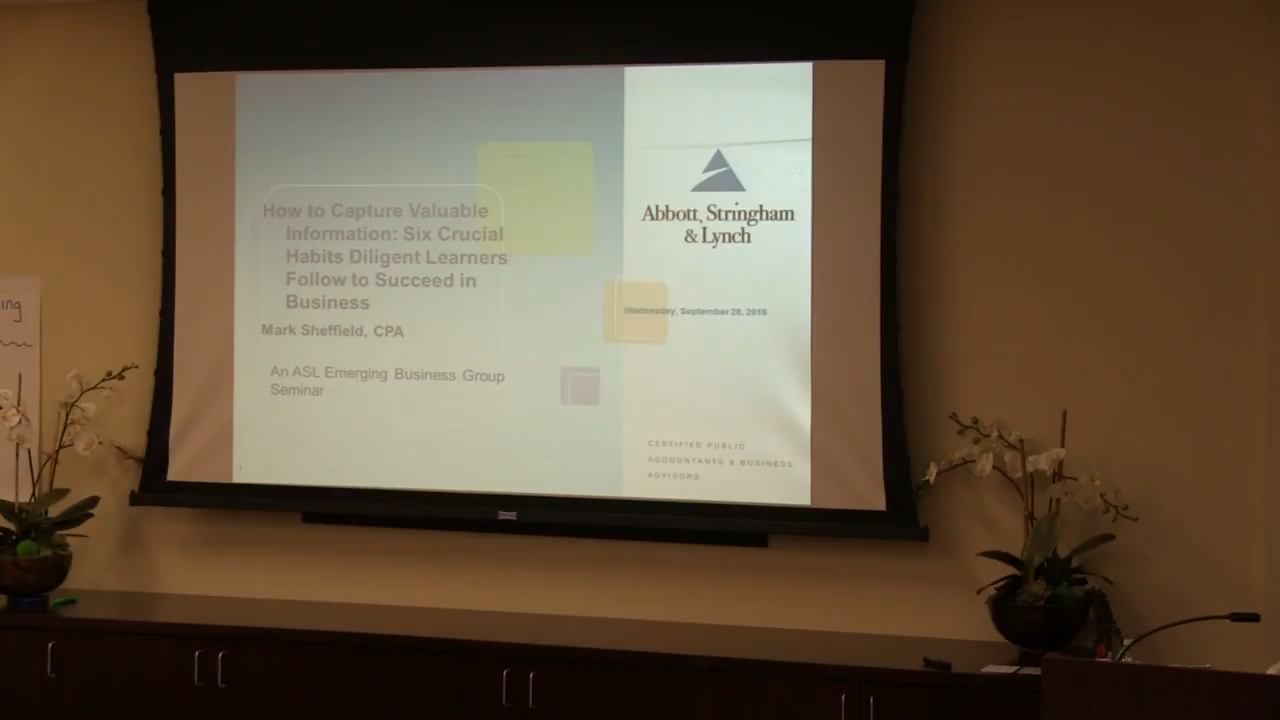 How to Capture Valuable
Information: Six Crucial
Habits Diligent Learners
Follow to Succeed in
Business
Mark Sheffield, CPA
An ASL Emerging Business Group
Seminar
Abbott, Stringham
& Lynch
Wednesday, September 28, 2016
CERTIFIED PUBLIC
ACCOUNTANTS & BUSINESS
ADVISORS
ing